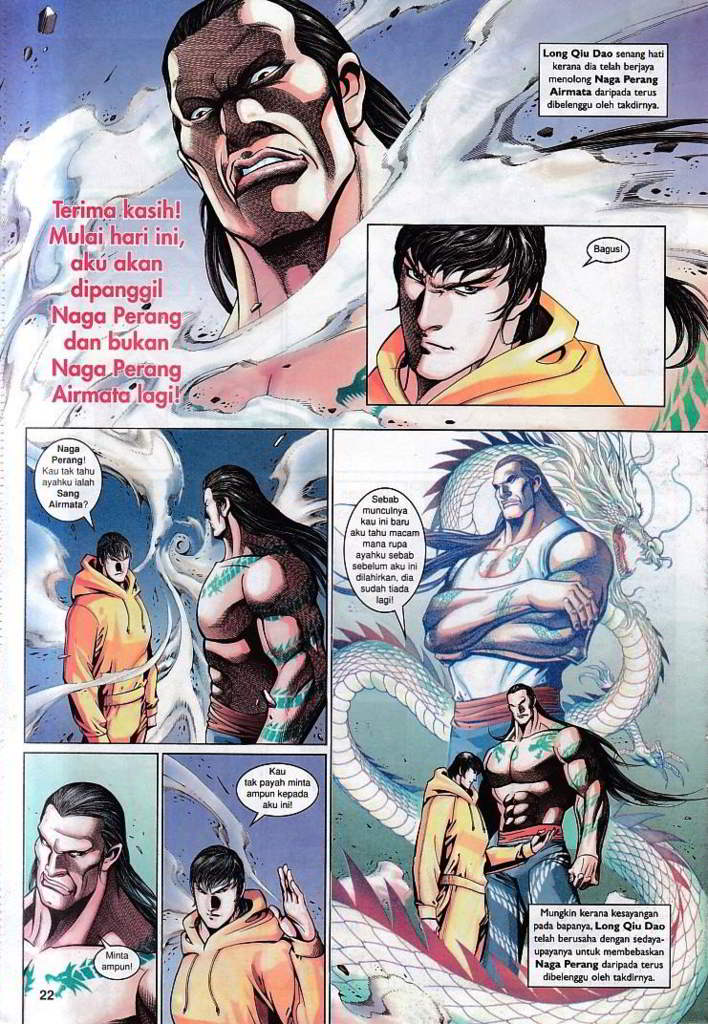 Long Qiu Dao senang hati
kerana dia telah berjaya
menolong Naga Perang
Airmata daripada terus
dibelenggu oleh takdirnya.
Terima kasih!
Mulai hari ini,
aku akan
dipanggil
Naga Perang
dan bukan
Naga Perang
Airmata lagi!
Bagus!
Naga
Perang!
Kau tak tahu
ayahku ialah
Sang
Airmata?
Sebab
munculnya
kau ini baru
aku tahu macam
mana rupa
ayahku sebab
sebelum aku ini
dilahirkan, dia
sudah tiada
lagi!
Minta
ampun!
Kau
tak payah minta
ampun kepada
aku ini!
Mungkin kerana kesayangan
pada bapanya, Long Qiu Dao
telah berusaha dengan sedaya-
upayanya untuk membebaskan
Naga Perang daripada terus
dibelenggu oleh takdirnya.
22